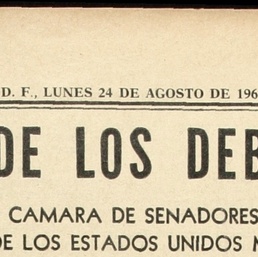 D. F., LUNES 24 DE AGOSTO DE 196
DE LOS DEB
CAMARA DE SENADORES
DE LOS ESTADOS UNIDOS M